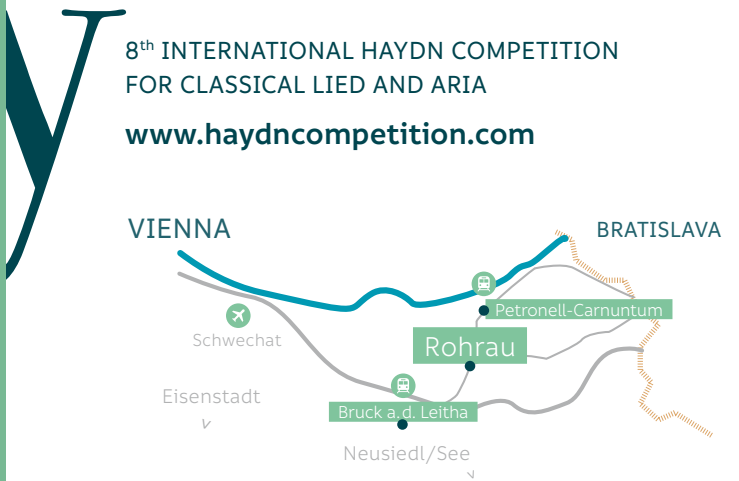 y
8th INTERNATIONAL HAYDN COMPETITION
FOR CLASSICAL LIED AND ARIA
www.haydncompetition.com
VIENNA
BRATISLAVA
Petronell-Carnuntum
Schwechat
Rohrau
Eisenstadt
Bruck a.d. Leitha
Neusiedl/See